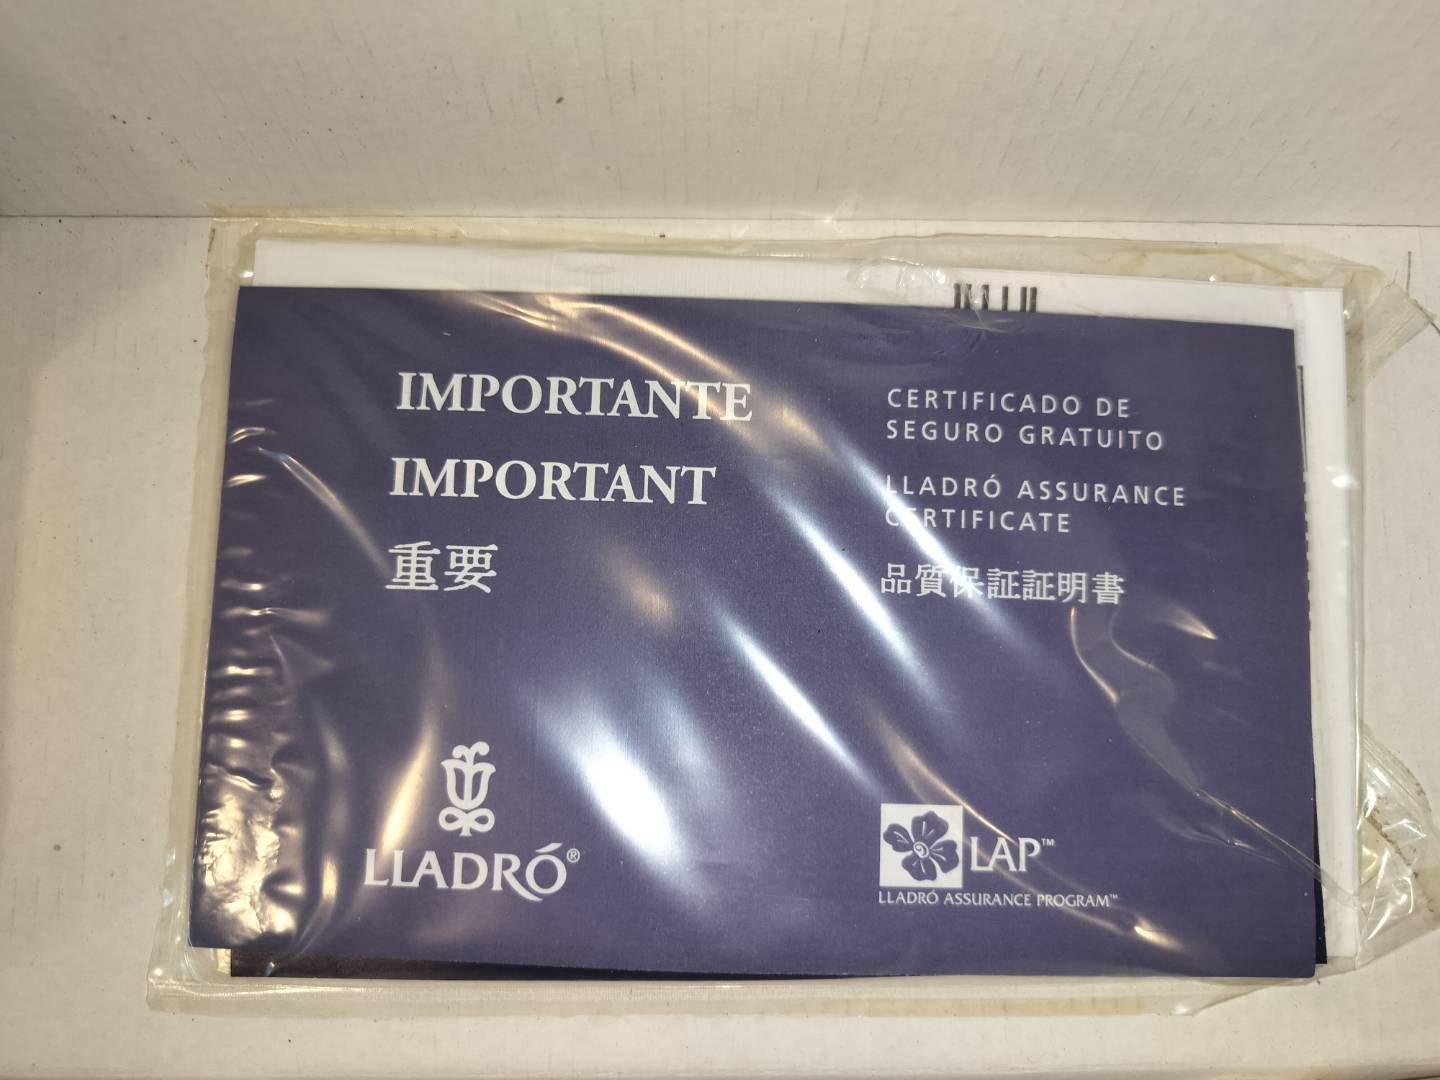 IMPORTANTE
IMPORTANT
重要
CERTIFICADO DE
SEGURO GRATUITO
LLADRÓ ASSURANCE
CERTIFICATE
品質保証証明書
LLADRÓ®
LAP™
LLADRÓ ASSURANCE PROGRAM™